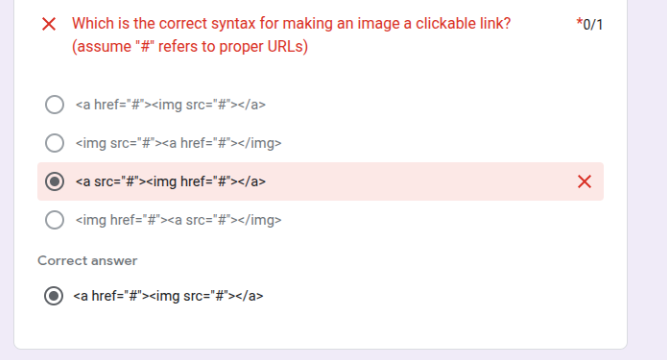 Which is the correct syntax for making an image a clickable link? *0/1
(assume "#" refers to proper URLs)
<a href="#"><img src="#"></a>
<img src="#"><a href="#"></img>
<a src="#"><img href="#"></a>
<img href="#"><a src="#"></img>
Correct answer
<a href="#"><img src="#"></a>